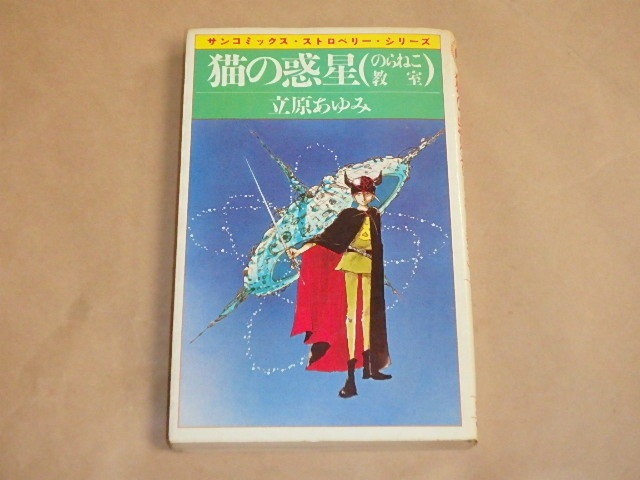 サンコミックス・ストロベリー・シリーズ
猫の惑星(のらねこ教室)
立原あゆみ